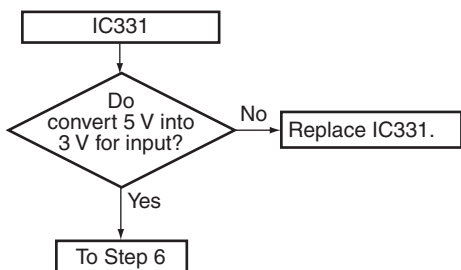 IC331
Do
convert 5 V into
3 V for input?
No
Replace IC331.
Yes
To Step 6